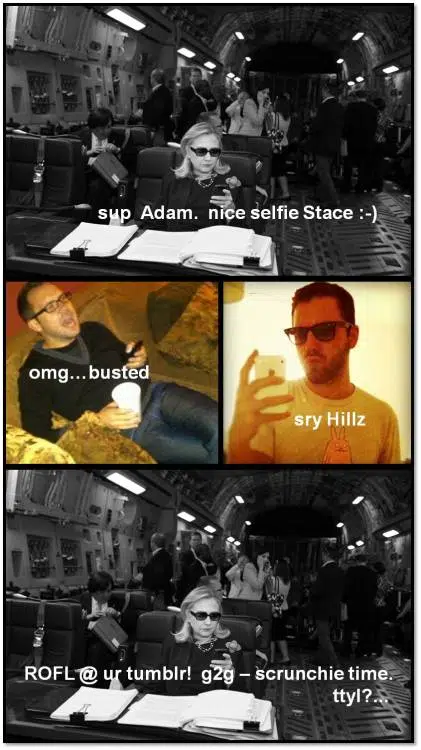 sup  Adam.  nice selfie Stace :-)
omg...busted
sry Hillz
ROFL @ ur tumblr!  g2g – scrunchie time.
ttyl?...